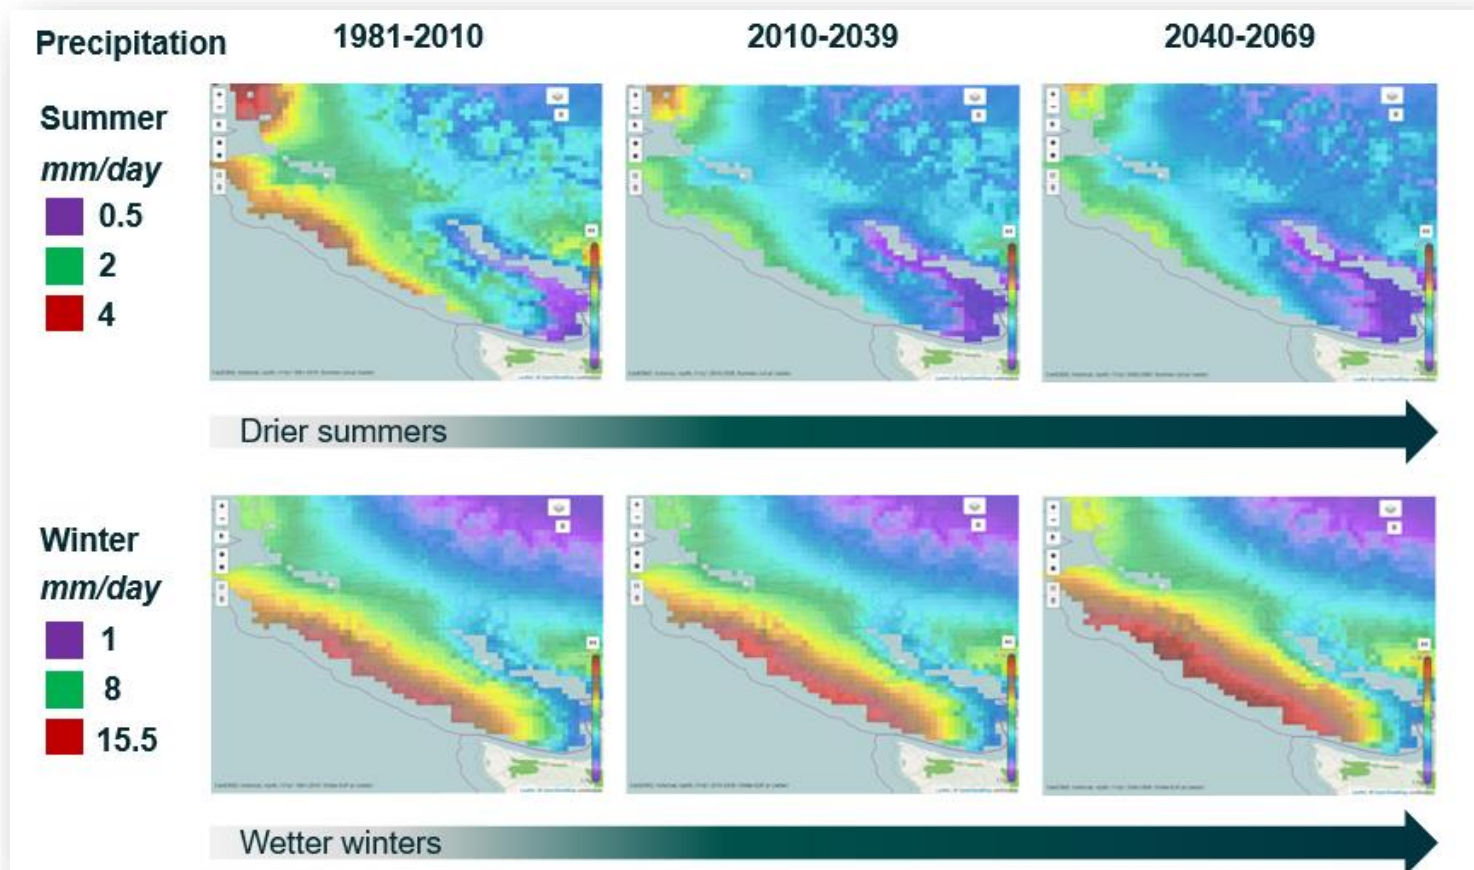 Precipitation
1981-2010
2010-2039
2040-2069
Summer
mm/day
0.5
2
4
Drier summers
Winter
mm/day
1
8
15.5
Wetter winters